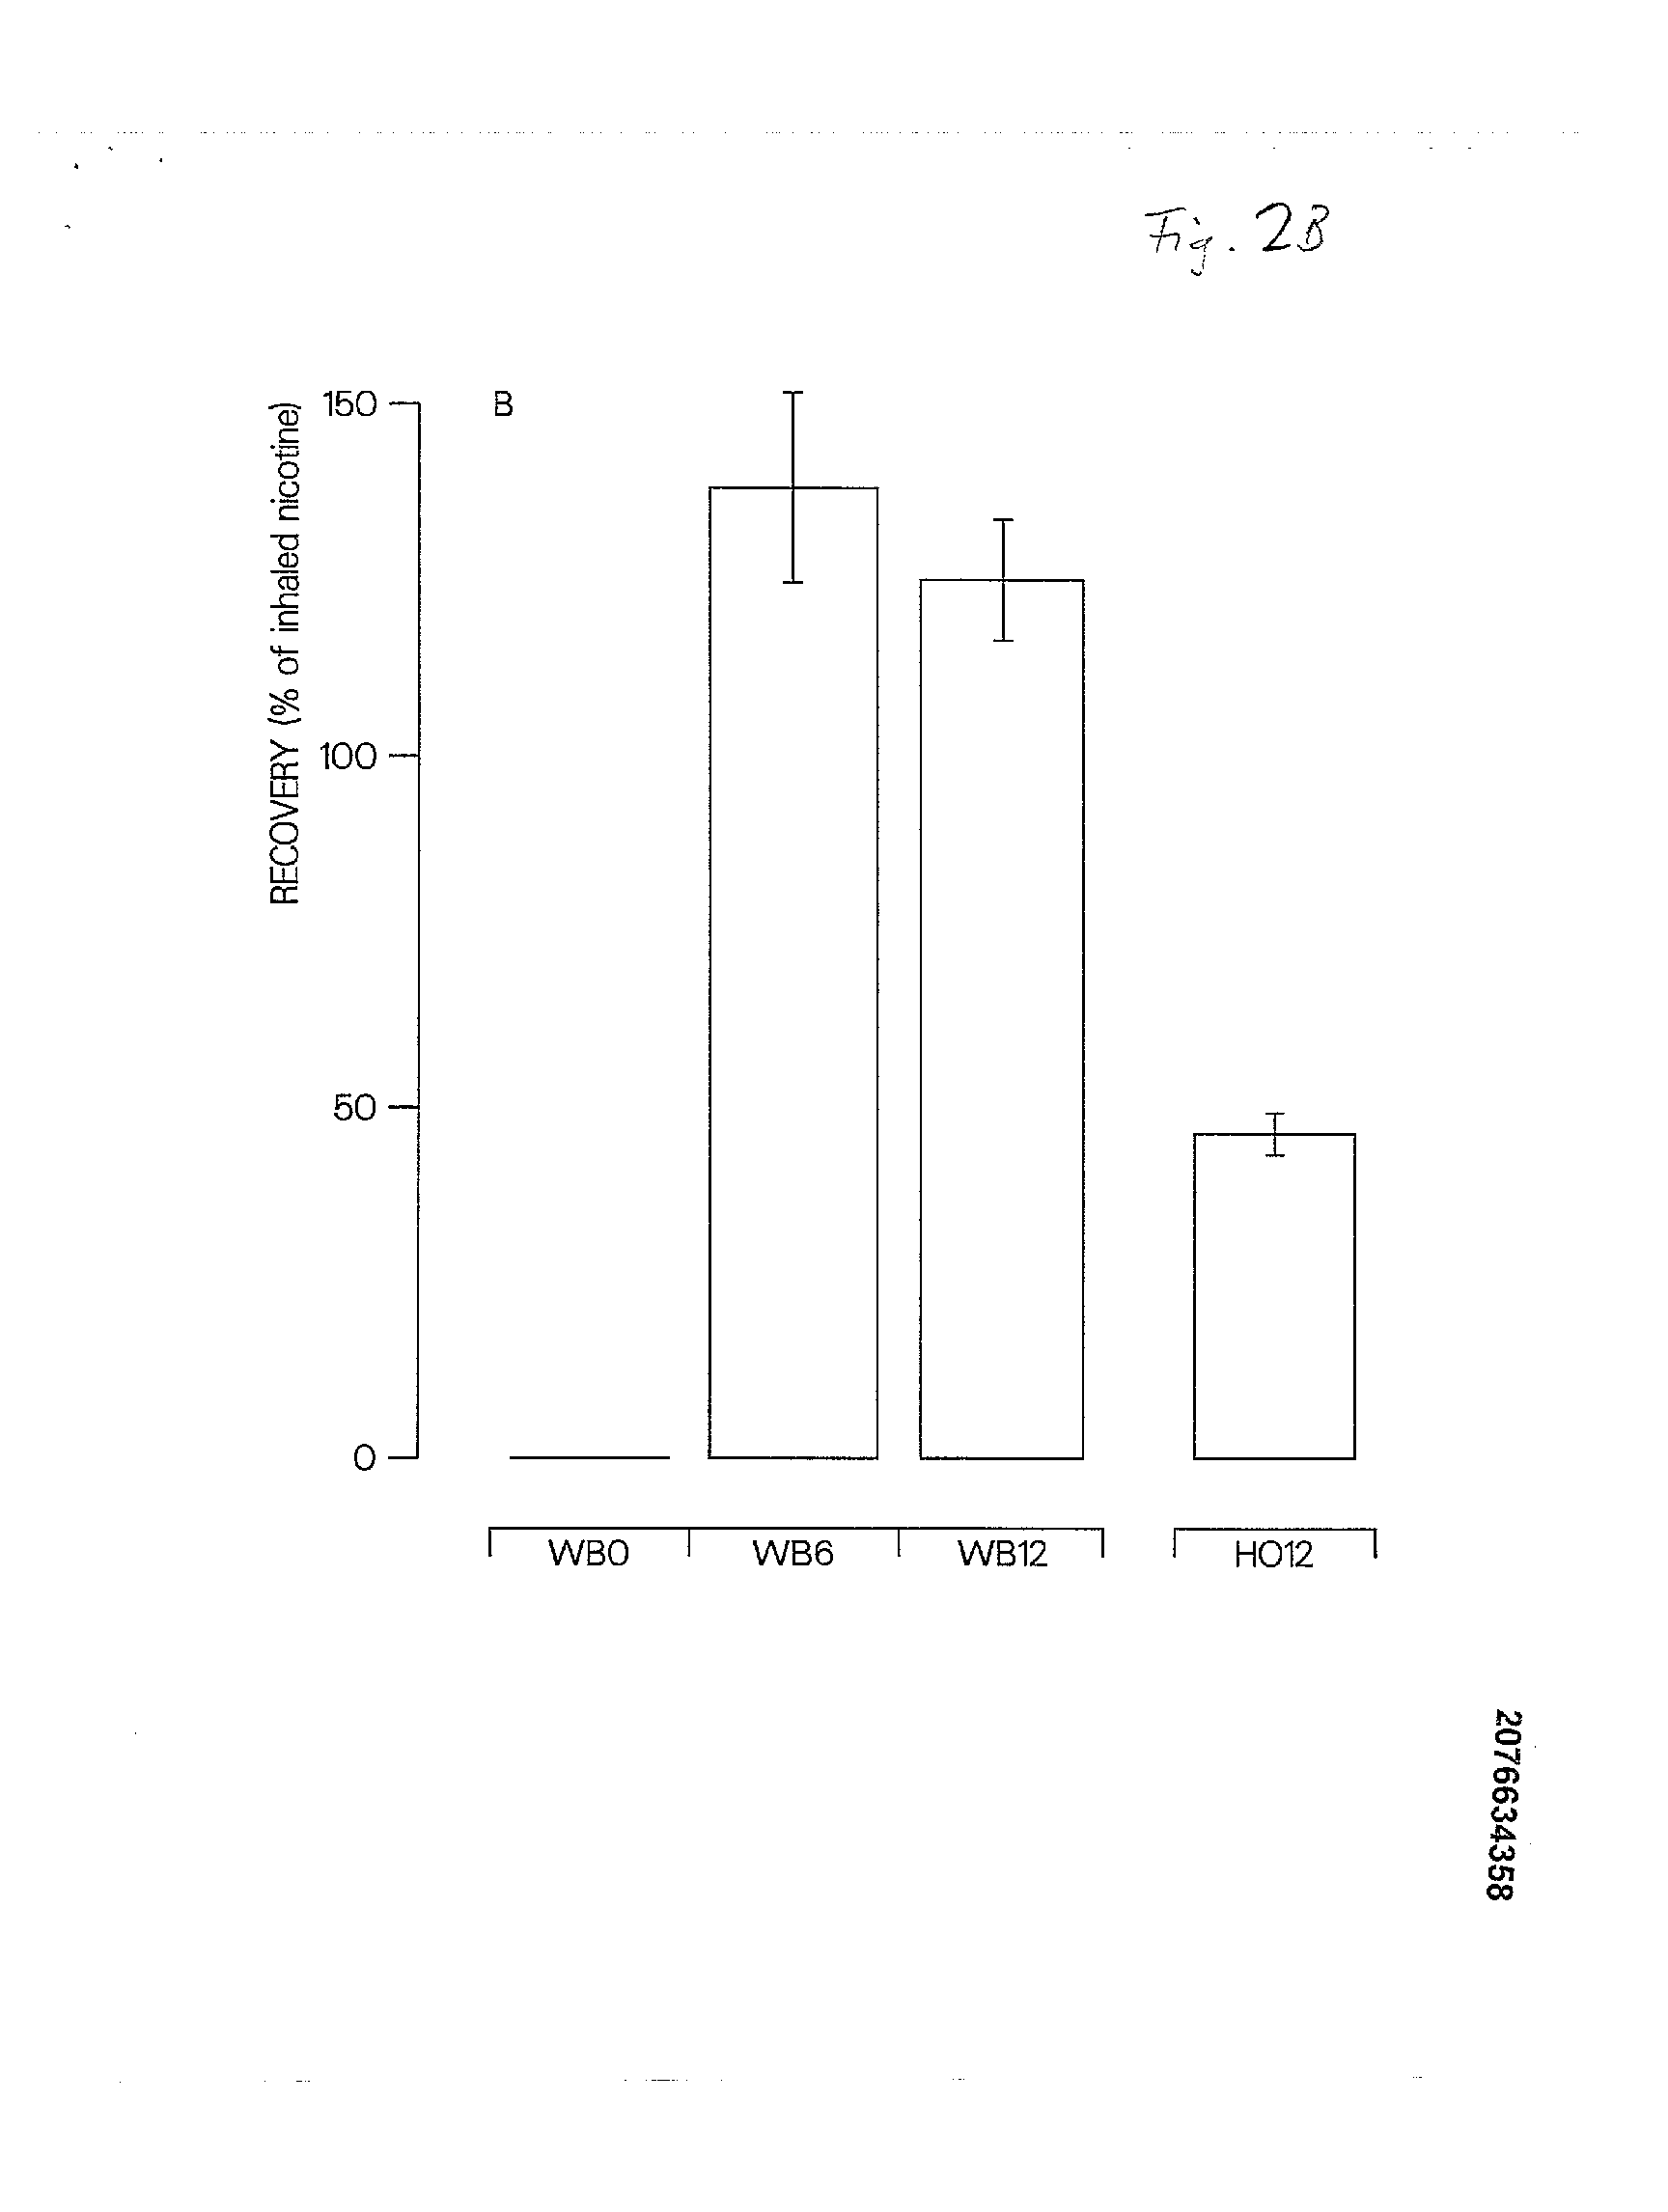 Fig. 2B
B
RECOVERY (% of inhaled nicotine)
150
100
50
0
WB0 WB6 WB12 HO12
2076634358